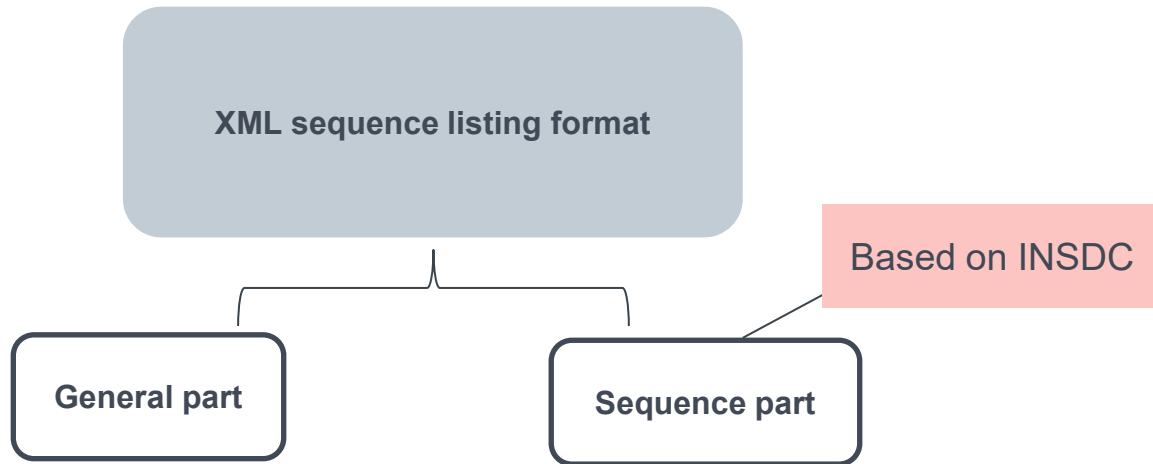 XML sequence listing format
Based on INSDC
General part
Sequence part